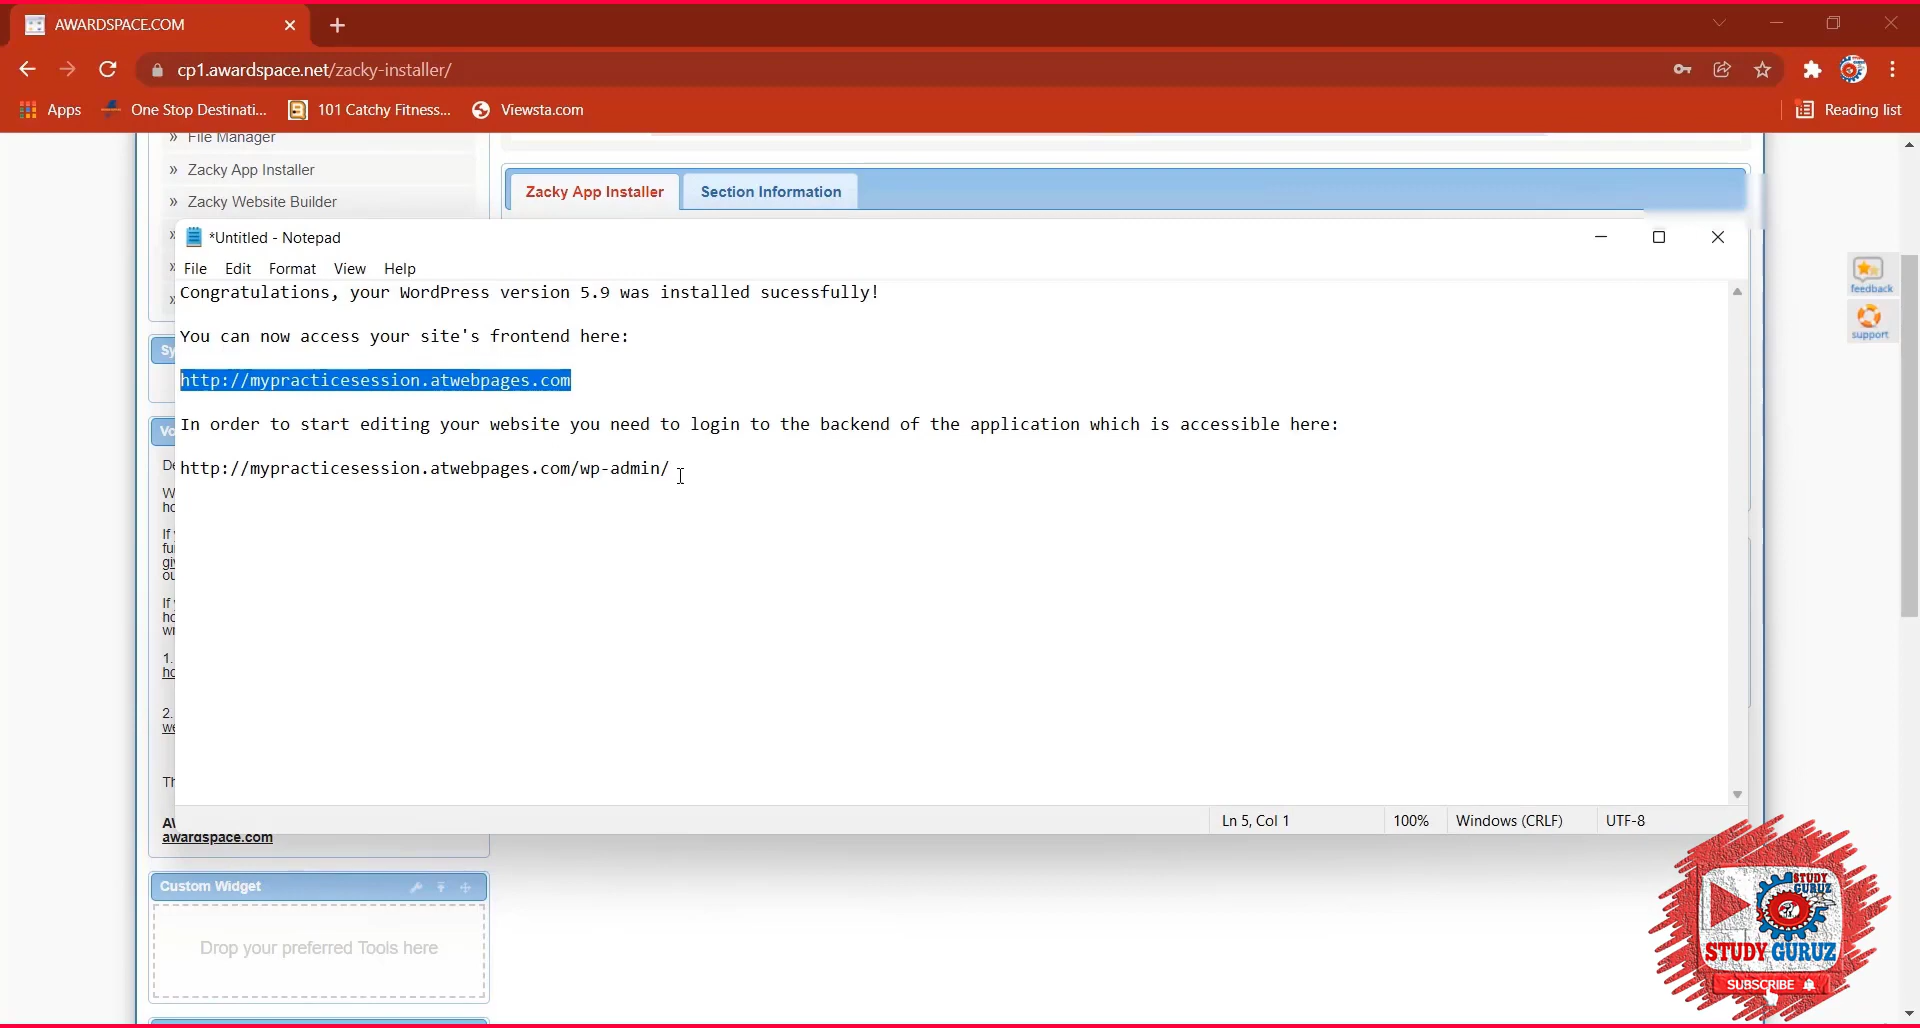 AWARDSPACE.COM
cp1.awardspace.net/zacky-installer/
Apps
One Stop Destinati...
101 Catchy Fitness...
Viewsta.com
Reading list
» File Manager
» Zacky App Installer
» Zacky Website Builder
Zacky App Installer
Section Information
*Untitled - Notepad
File Edit Format View Help
Congratulations, your WordPress version 5.9 was installed sucessfully!
You can now access your site's frontend here:
http://mypracticesession.atwebpages.com
In order to start editing your website you need to login to the backend of the application which is accessible here:
http://mypracticesession.atwebpages.com/wp-admin/
Ln 5, Col 1
100%
Windows (CRLF)
UTF-8
feedback
support
1.
2.
awardspace.com
Custom Widget
Drop your preferred Tools here
STUDY
GURUZ
STUDY GURUZ
SUBSCRIBE